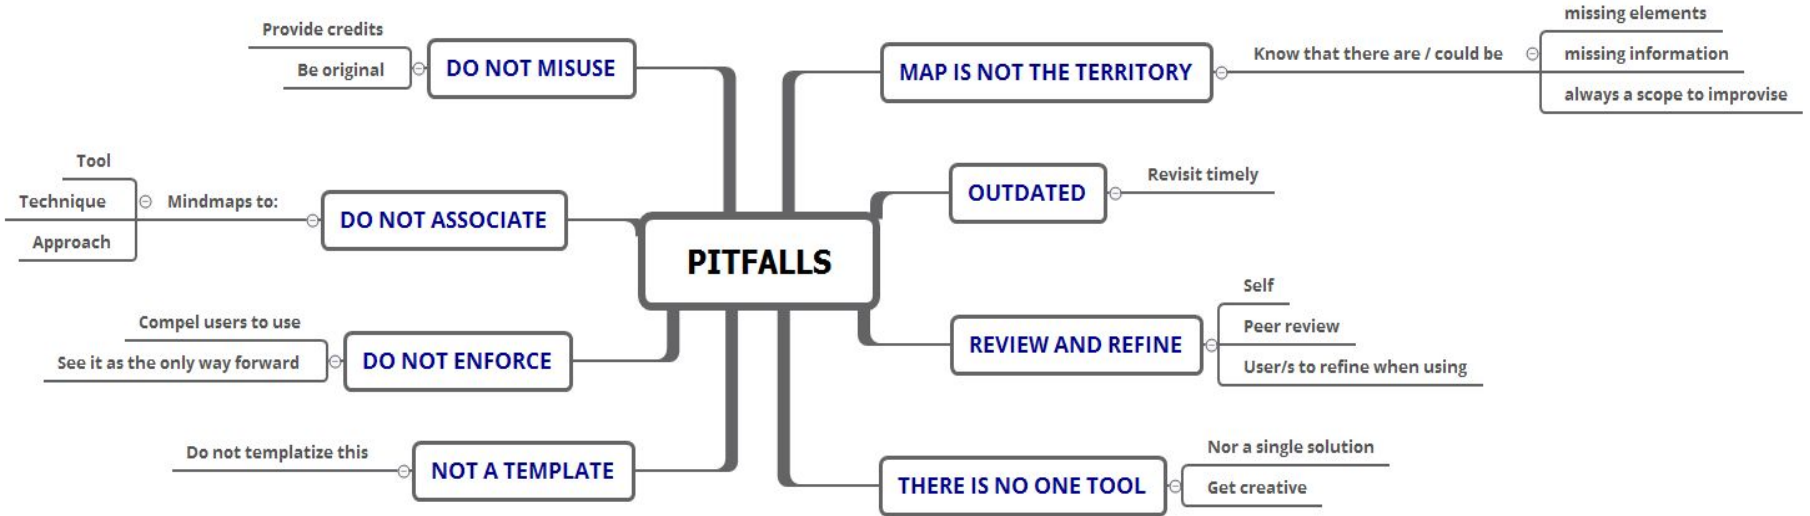 PITFALLS
DO NOT MISUSE
Provide credits
Be original
DO NOT ASSOCIATE
Mindmaps to:
Tool
Technique
Approach
DO NOT ENFORCE
Compel users to use
See it as the only way forward
NOT A TEMPLATE
Do not templatize this
MAP IS NOT THE TERRITORY
Know that there are / could be
missing elements
missing information
always a scope to improvise
OUTDATED
Revisit timely
REVIEW AND REFINE
Self
Peer review
User/s to refine when using
THERE IS NO ONE TOOL
Nor a single solution
Get creative